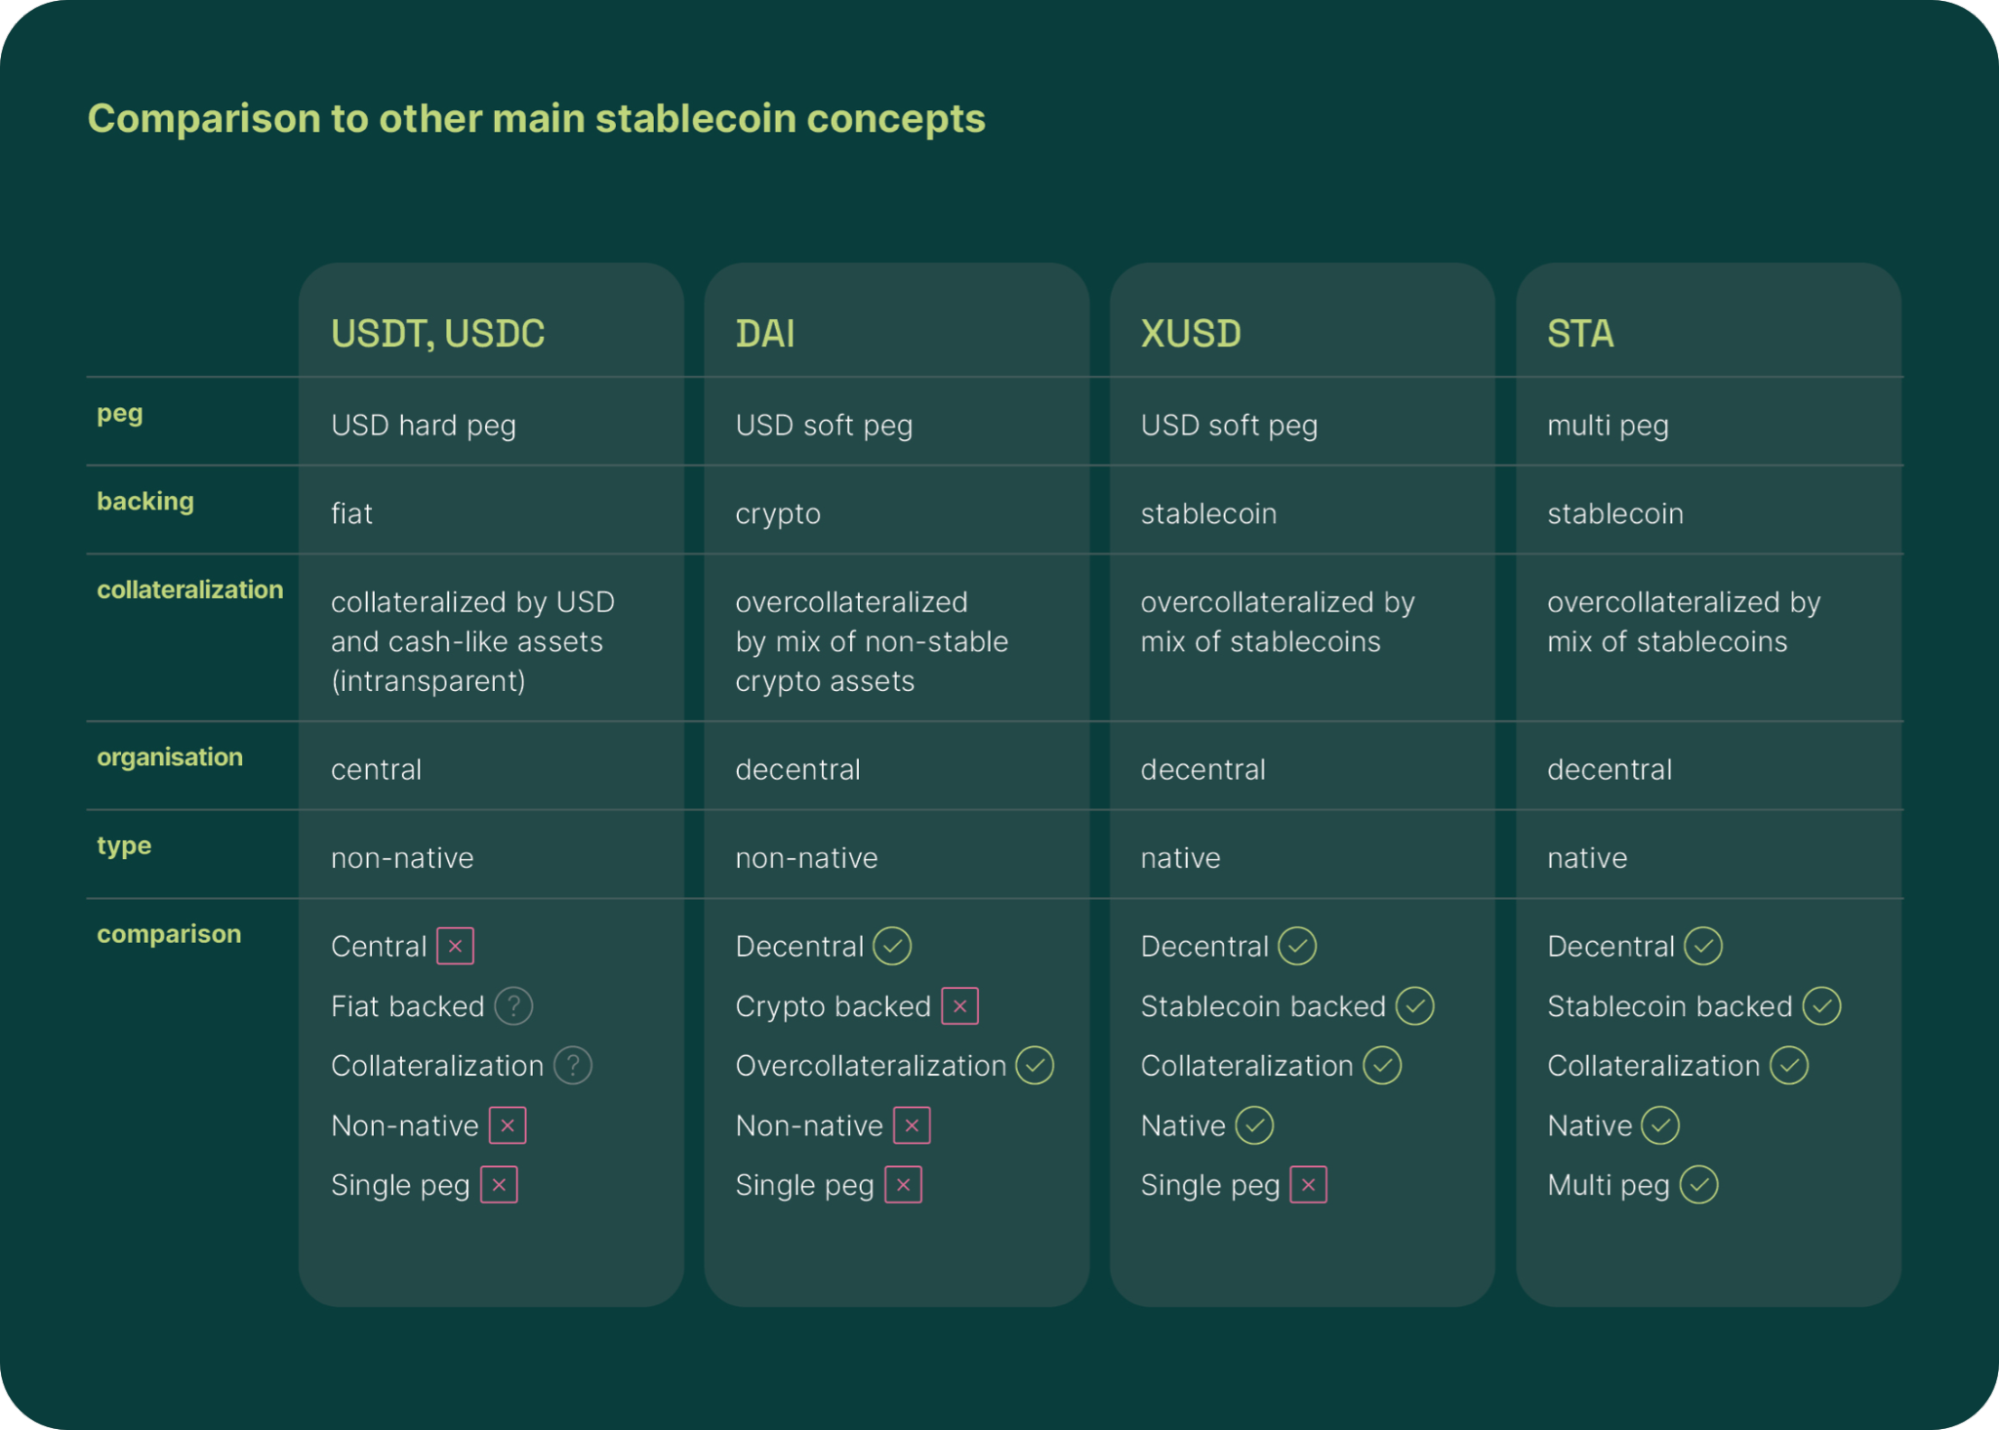 Comparison to other main stablecoin concepts
USDT, USDC DAI XUSD STA
peg USD hard peg USD soft peg USD soft peg multi peg
backing fiat crypto stablecoin stablecoin
collateralization collateralized by USD overcollateralized overcollateralized by overcollateralized by
and cash-like assets by mix of non-stable mix of stablecoins mix of stablecoins
(intransparent) crypto assets
organisation central decentral decentral decentral
type non-native non-native native native
comparison Central Decentral Decentral Decentral
Fiat backed ? Crypto backed Stablecoin backed Stablecoin backed
Collateralization ? Overcollateralization Collateralization Collateralization
Non-native Non-native Native Native
Single peg Single peg Single peg Multi peg